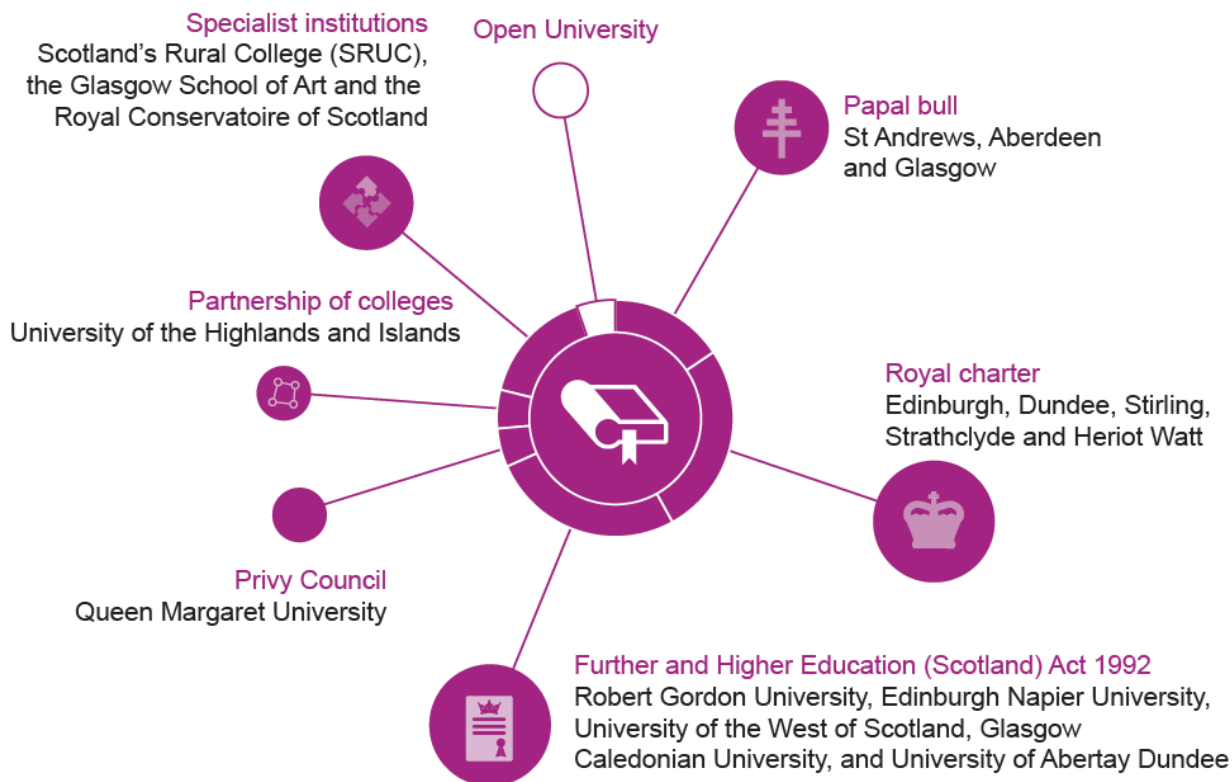 Specialist institutions
Scotland’s Rural College (SRUC),
the Glasgow School of Art and the
Royal Conservatoire of Scotland
Open University
Papal bull
St Andrews, Aberdeen
and Glasgow
Partnership of colleges
University of the Highlands and Islands
Royal charter
Edinburgh, Dundee, Stirling,
Strathclyde and Heriot Watt
Privy Council
Queen Margaret University
Further and Higher Education (Scotland) Act 1992
Robert Gordon University, Edinburgh Napier University,
University of the West of Scotland, Glasgow
Caledonian University, and University of Abertay Dundee